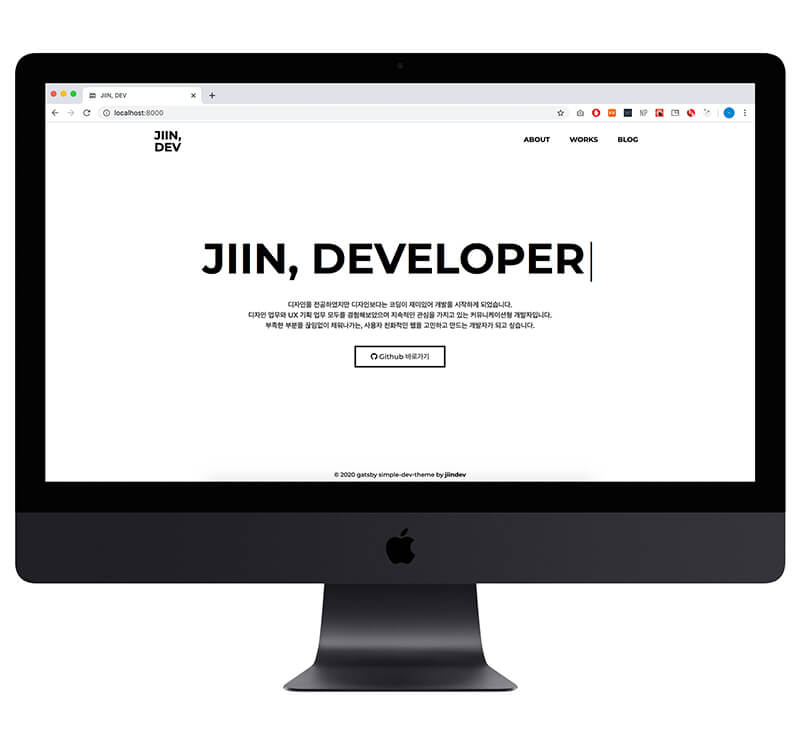 JIIN, DEV
localhost:8000
JIIN,
DEV
ABOUT WORKS BLOG
JIIN, DEVELOPER
디자인을 전공하였지만 디자인보다는 코딩이 재미있어 개발을 시작하게 되었습니다.
디자인 업무와 UX 기획 업무 모두를 경험해보았으며 지속적인 관심을 가지고 있는 커뮤니케이션형 개발자입니다.
부족한 부분을 끊임없이 채워나가는, 사용자 친화적인 웹을 고민하고 만드는 개발자가 되고 싶습니다.
Github 바로가기
© 2020 gatsby simple-dev-theme by jiindev